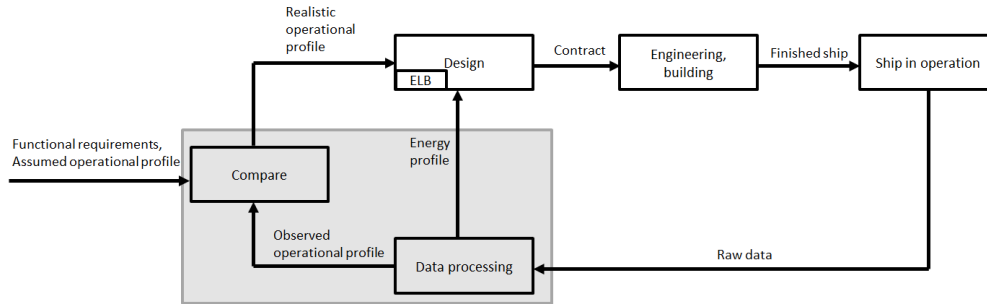 Realistic
operational
profile
Design
ELB
Contract
Engineering,
building
Finished ship
Ship in operation
Functional requirements,
Assumed operational profile
Compare
Energy
profile
Observed
operational profile
Data processing
Raw data